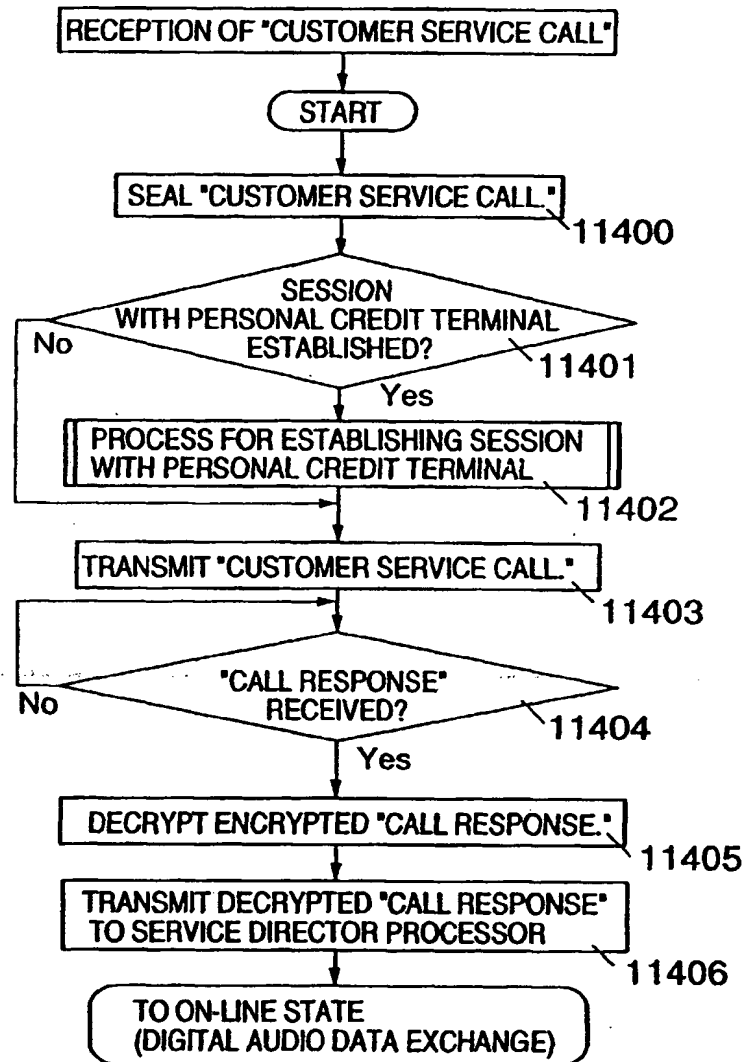 RECEPTION OF "CUSTOMER SERVICE CALL"
START
SEAL "CUSTOMER SERVICE CALL."
11400
SESSION
WITH PERSONAL CREDIT TERMINAL
ESTABLISHED?
No
11401
Yes
PROCESS FOR ESTABLISHING SESSION
WITH PERSONAL CREDIT TERMINAL
11402
TRANSMIT "CUSTOMER SERVICE CALL."
11403
"CALL RESPONSE"
RECEIVED?
No
11404
Yes
DECRYPT ENCRYPTED "CALL RESPONSE."
11405
TRANSMIT DECRYPTED "CALL RESPONSE"
TO SERVICE DIRECTOR PROCESSOR
11406
TO ON-LINE STATE
(DIGITAL AUDIO DATA EXCHANGE)